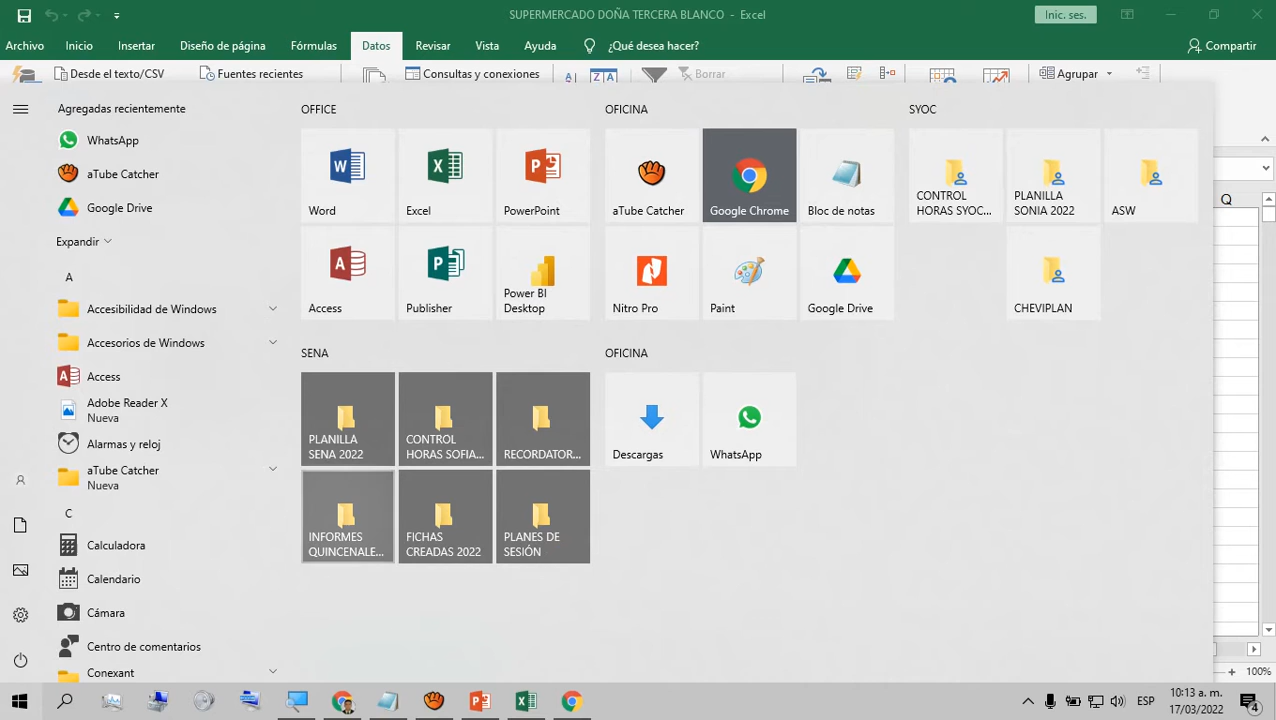 SUPERMERCADO DOÑA TERCERA BLANCO - Excel
Inic. ses.
Archivo Inicio Insertar Diseño de página Fórmulas Datos Revisar Vista Ayuda ¿Qué desea hacer? Compartir
Desde el texto/CSV Fuentes recientes Consultas y conexiones Borrar Agrupar
Agregadas recientemente
WhatsApp
aTube Catcher
Google Drive
Expandir
A
Accesibilidad de Windows
Accesorios de Windows
Access
Adobe Reader X
Nueva
Alarmas y reloj
aTube Catcher
Nueva
C
Calculadora
Calendario
Cámara
Centro de comentarios
Conexant
OFFICE
Word
Excel
PowerPoint
Access
Publisher
Power BI
Desktop
OFICINA
aTube Catcher
Google Chrome
Bloc de notas
Nitro Pro
Paint
Google Drive
SYOC
CONTROL
HORAS SYOC...
PLANILLA
SONIA 2022
ASW
CHEVIPLAN
SENA
PLANILLA
SENA 2022
CONTROL
HORAS SOFIA...
RECORDATOR...
INFORMES
QUINCENALE...
FICHAS
CREADAS 2022
PLANES DE
SESIÓN
OFICINA
Descargas
WhatsApp
Q
100%
ESP
10:13 a. m.
17/03/2022
4